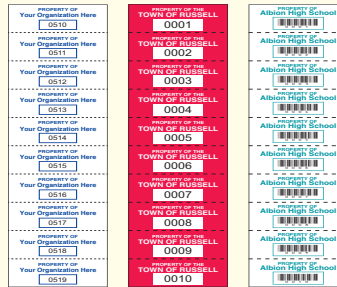 PROPERTY OF
Your Organization Here
0510
PROPERTY OF
Your Organization Here
0511
PROPERTY OF
Your Organization Here
0512
PROPERTY OF
Your Organization Here
0513
PROPERTY OF
Your Organization Here
0514
PROPERTY OF
Your Organization Here
0515
PROPERTY OF
Your Organization Here
0516
PROPERTY OF
Your Organization Here
0517
PROPERTY OF
Your Organization Here
0518
PROPERTY OF
Your Organization Here
0519
PROPERTY OF THE
TOWN OF RUSSELL
0001
PROPERTY OF THE
TOWN OF RUSSELL
0002
PROPERTY OF THE
TOWN OF RUSSELL
0003
PROPERTY OF THE
TOWN OF RUSSELL
0004
PROPERTY OF THE
TOWN OF RUSSELL
0005
PROPERTY OF THE
TOWN OF RUSSELL
0006
PROPERTY OF THE
TOWN OF RUSSELL
0007
PROPERTY OF THE
TOWN OF RUSSELL
0008
PROPERTY OF THE
TOWN OF RUSSELL
0009
PROPERTY OF THE
TOWN OF RUSSELL
0010
PROPERTY OF
Albion High School
PROPERTY OF
Albion High School
PROPERTY OF
Albion High School
PROPERTY OF
Albion High School
PROPERTY OF
Albion High School
PROPERTY OF
Albion High School
PROPERTY OF
Albion High School
PROPERTY OF
Albion High School
PROPERTY OF
Albion High School
PROPERTY OF
Albion High School